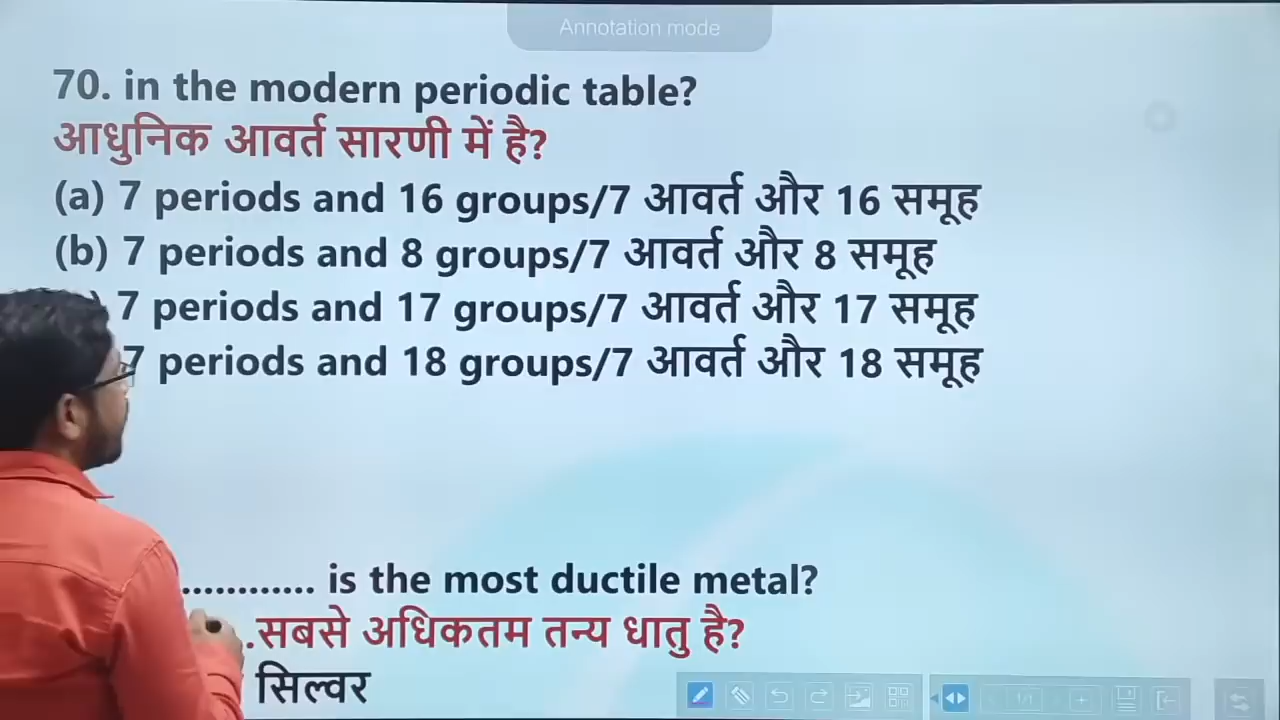 Annotation mode
70. in the modern periodic table?
आधुनिक आवर्त सारणी में है?
(a) 7 periods and 16 groups/7 आवर्त और 16 समूह
(b) 7 periods and 8 groups/7 आवर्त और 8 समूह
) 7 periods and 17 groups/7 आवर्त और 17 समूह
7 periods and 18 groups/7 आवर्त और 18 समूह
............ is the most ductile metal?
.सबसे अधिकतम तन्य धातु है?
सिल्वर
1/1